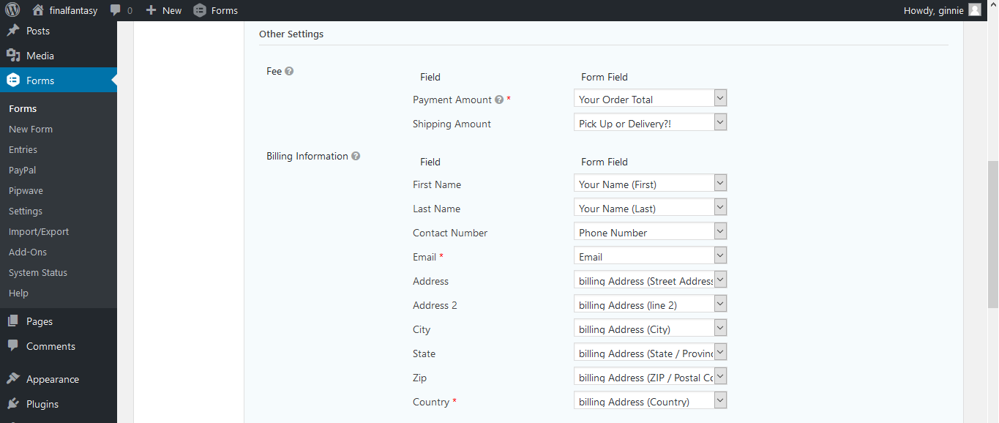 finalfantasy 0 New Forms Howdy, ginnie
Posts
Media
Forms
Forms
New Form
Entries
PayPal
Pipwave
Settings
Import/Export
Add-Ons
System Status
Help
Pages
Comments
Appearance
Plugins
Other Settings
Fee ?
Field Form Field
Payment Amount ? * Your Order Total
Shipping Amount Pick Up or Delivery?!
Billing Information ?
Field Form Field
First Name Your Name (First)
Last Name Your Name (Last)
Contact Number Phone Number
Email * Email
Address billing Address (Street Address
Address 2 billing Address (line 2)
City billing Address (City)
State billing Address (State / Provinc
Zip billing Address (ZIP / Postal Co
Country * billing Address (Country)